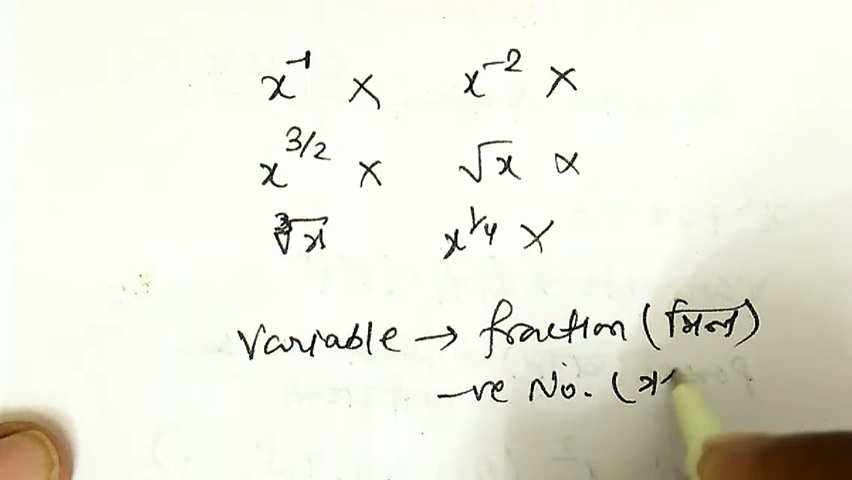 x⁻¹ × x⁻² ×
x^{3/2} × √x ×
∛x x^{1/4} ×
Variable → fraction (भिन्न)
-ve No. (